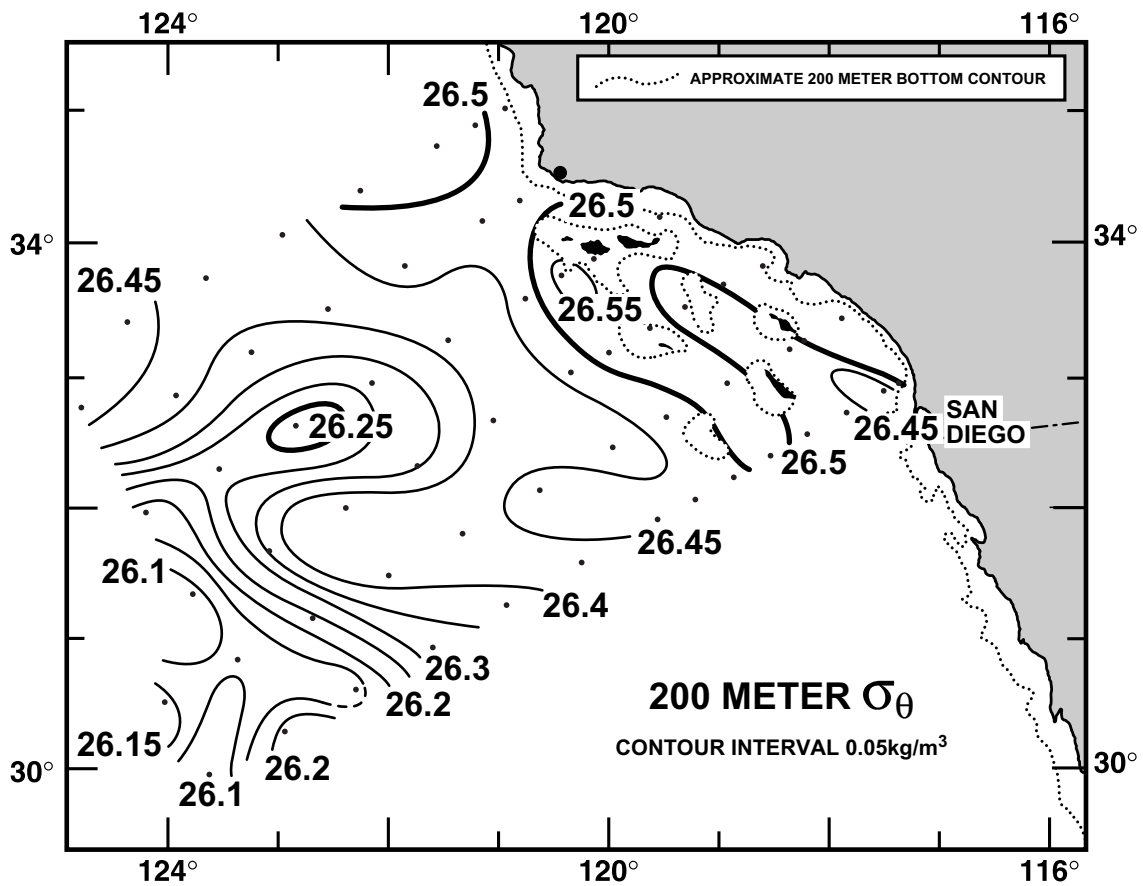 124° 120° 116°
APPROXIMATE 200 METER BOTTOM CONTOUR
26.5
26.5
34° 34°
26.45
26.55
26.25
SAN
DIEGO
26.45
26.5
26.45
26.1
26.4
26.3
26.2
200 METER σθ
26.15
CONTOUR INTERVAL 0.05kg/m³
26.2
30° 30°
26.1
124° 120° 116°